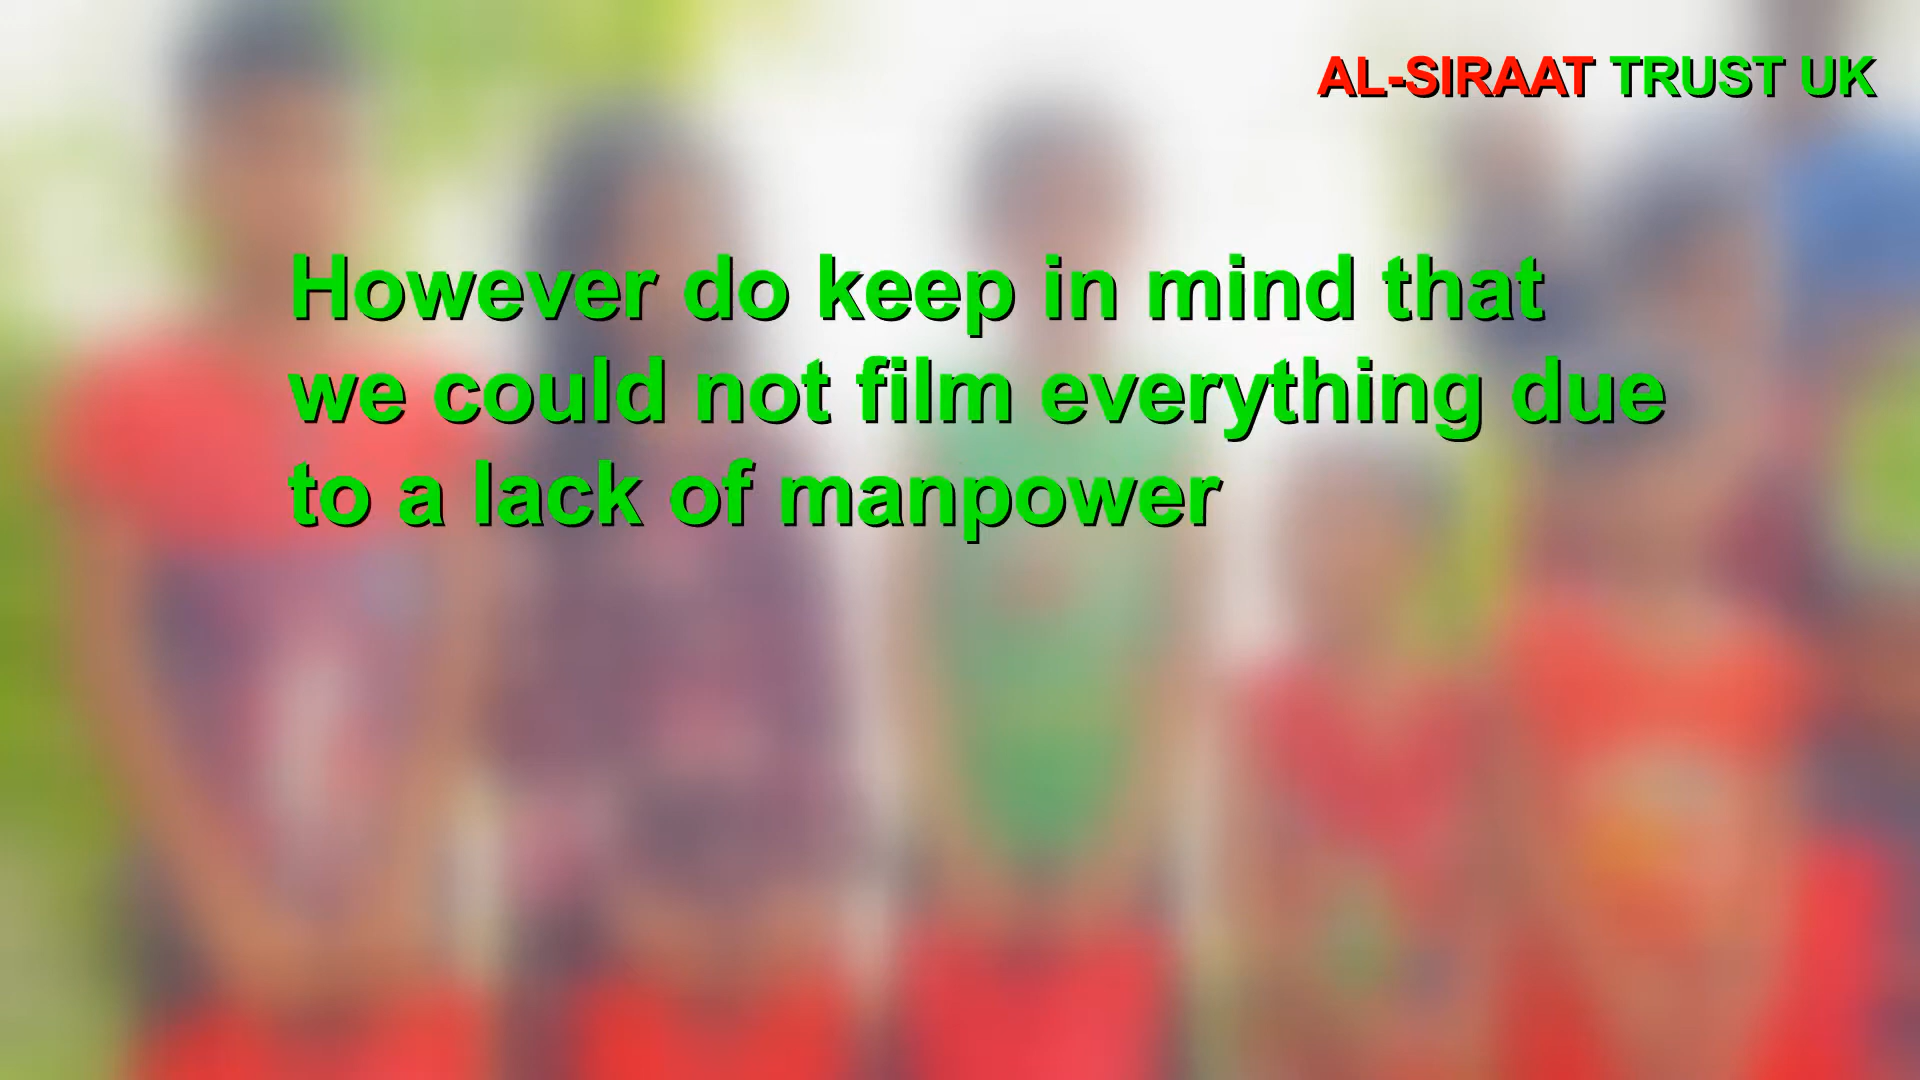 AL-SIRAAT TRUST UK
However do keep in mind that
we could not film everything due
to a lack of manpower